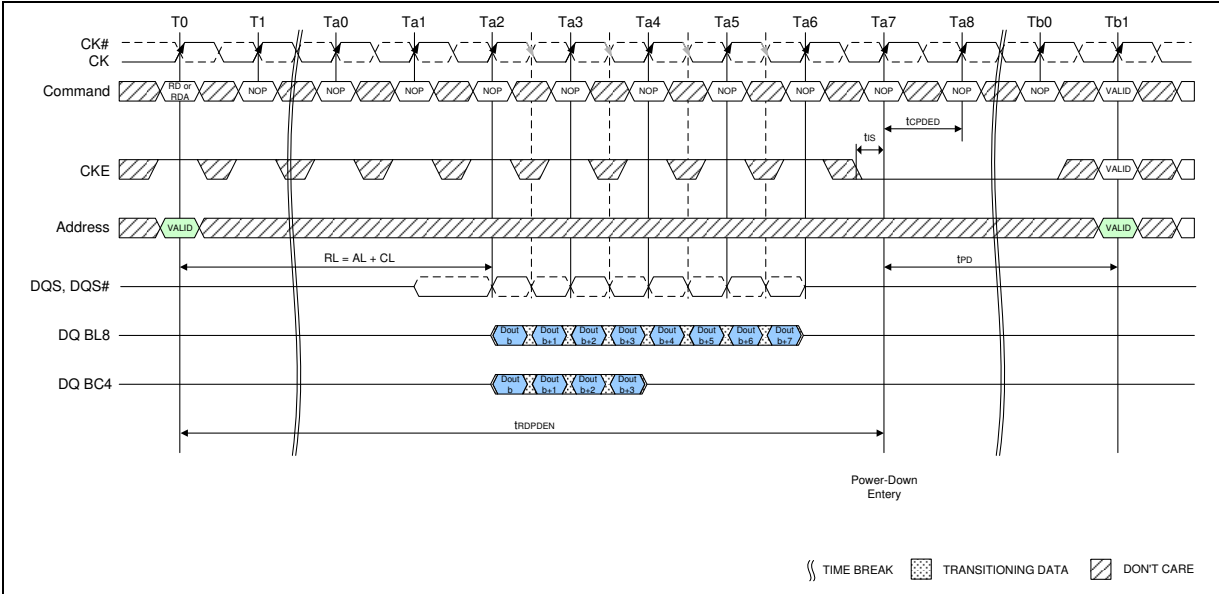 T0 T1 Ta0 Ta1 Ta2 Ta3 Ta4 Ta5 Ta6 Ta7 Ta8 Tb0 Tb1
CK#
CK
Command RD or RDA NOP NOP NOP NOP NOP NOP NOP NOP NOP NOP NOP VALID
tCPDED
tIS
CKE VALID
Address VALID VALID
RL = AL + CL tPD
DQS, DQS#
DQ BL8 Dout b Dout b+1 Dout b+2 Dout b+3 Dout b+4 Dout b+5 Dout b+6 Dout b+7
DQ BC4 Dout b Dout b+1 Dout b+2 Dout b+3
tRDPDEN
Power-Down
Entery
TIME BREAK TRANSITIONING DATA DON'T CARE